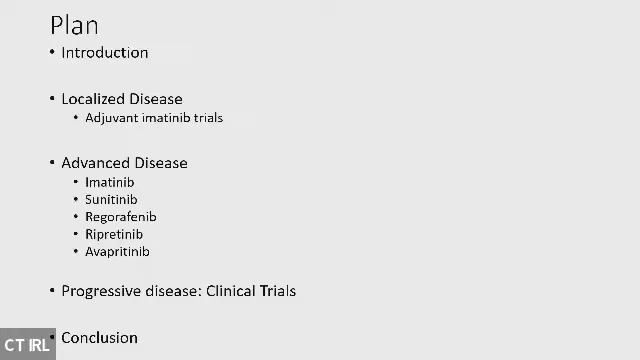 Plan
• Introduction
• Localized Disease
• Adjuvant imatinib trials
• Advanced Disease
• Imatinib
• Sunitinib
• Regorafenib
• Ripretinib
• Avapritinib
• Progressive disease: Clinical Trials
• Conclusion
CT IRL